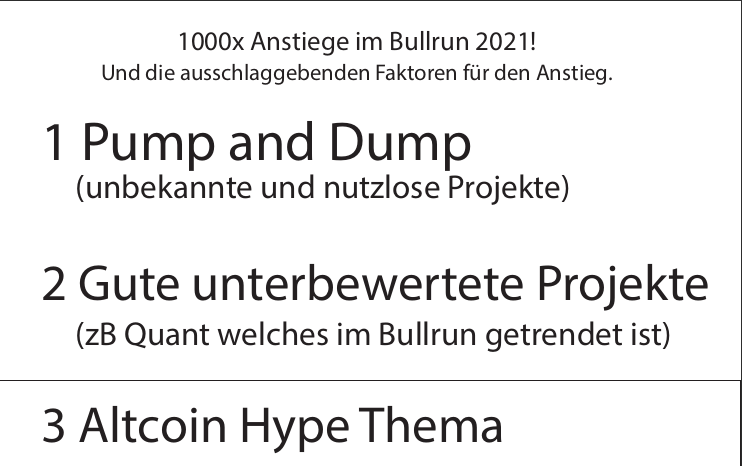 1000x Anstiege im Bullrun 2021!
Und die ausschlaggebenden Faktoren für den Anstieg.
1 Pump and Dump
(unbekannte und nutzlose Projekte)
2 Gute unterbewertete Projekte
(zB Quant welches im Bullrun getrendet ist)
3 Altcoin Hype Thema